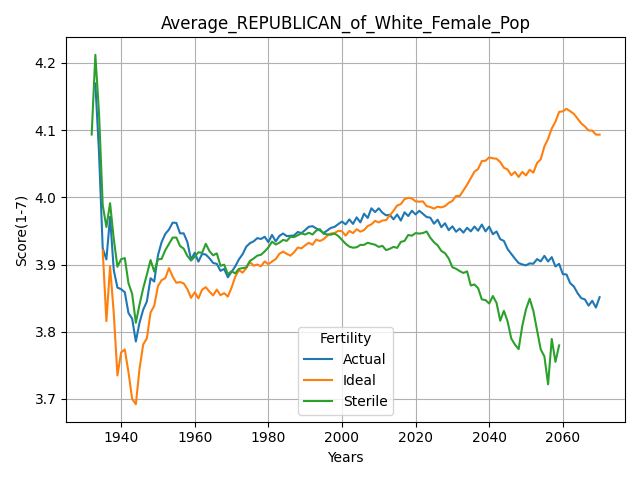 Average_REPUBLICAN_of_White_Female_Pop
Score(1-7)
4.2
4.1
4.0
3.9
3.8
3.7
Fertility
Actual
Ideal
Sterile
1940 1960 1980 2000 2020 2040 2060
Years